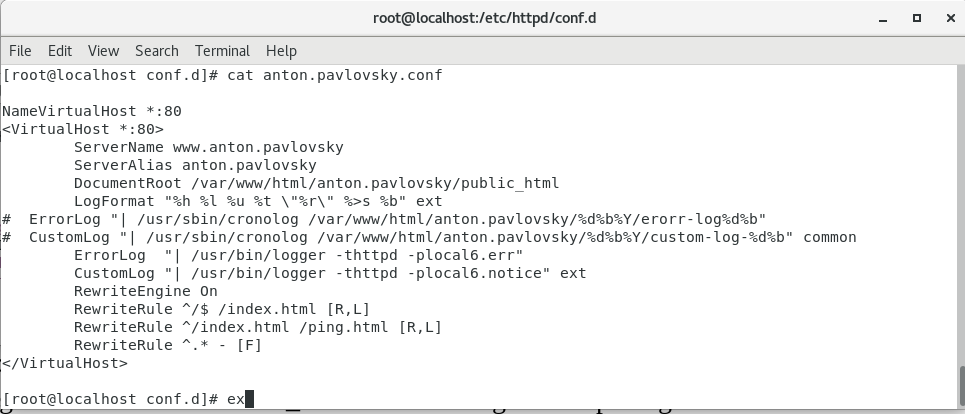 root@localhost:/etc/httpd/conf.d
File Edit View Search Terminal Help
[root@localhost conf.d]# cat anton.pavlovsky.conf
NameVirtualHost *:80
<VirtualHost *:80>
ServerName www.anton.pavlovsky
ServerAlias anton.pavlovsky
DocumentRoot /var/www/html/anton.pavlovsky/public_html
LogFormat "%h %l %u %t \"%r\" %>s %b" ext
#  ErrorLog "| /usr/sbin/cronolog /var/www/html/anton.pavlovsky/%d%b%Y/erorr-log%d%b"
#  CustomLog "| /usr/sbin/cronolog /var/www/html/anton.pavlovsky/%d%b%Y/custom-log-%d%b" common
ErrorLog  "| /usr/bin/logger -thttpd -plocal6.err"
CustomLog "| /usr/bin/logger -thttpd -plocal6.notice" ext
RewriteEngine On
RewriteRule ^/$ /index.html [R,L]
RewriteRule ^/index.html /ping.html [R,L]
RewriteRule ^.* - [F]
</VirtualHost>
[root@localhost conf.d]# ex